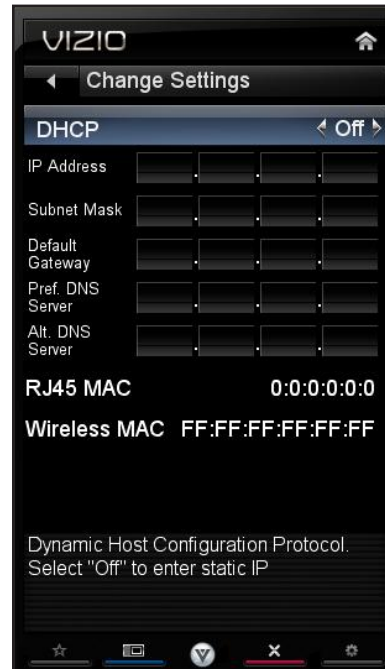 VIZIO
Change Settings
DHCP Off
IP Address . . .
Subnet Mask . . .
Default
Gateway . . .
Pref. DNS
Server . . .
Alt. DNS
Server . . .
RJ45 MAC 0:0:0:0:0:0
Wireless MAC FF:FF:FF:FF:FF:FF
Dynamic Host Configuration Protocol.
Select "Off" to enter static IP
V